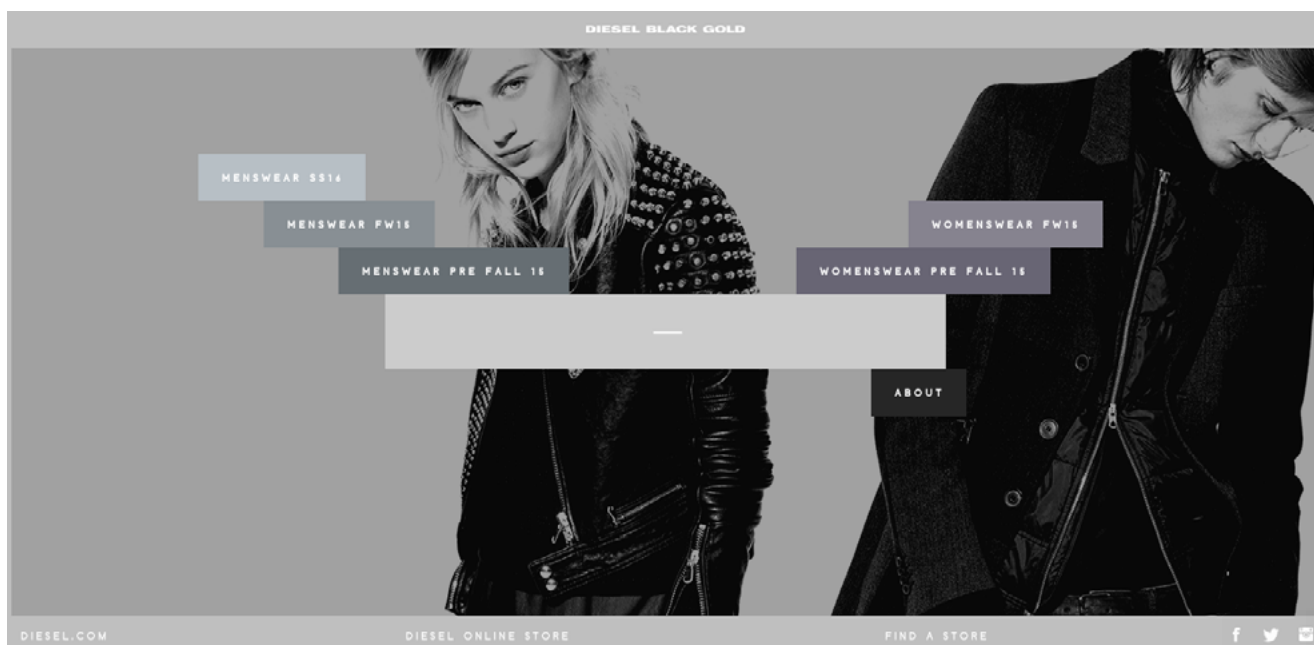 DIESEL BLACK GOLD
MENSWEAR SS16
MENSWEAR FW15
WOMENSWEAR FW15
MENSWEAR PRE FALL 15
WOMENSWEAR PRE FALL 15
ABOUT
DIESEL.COM
DIESEL ONLINE STORE
FIND A STORE